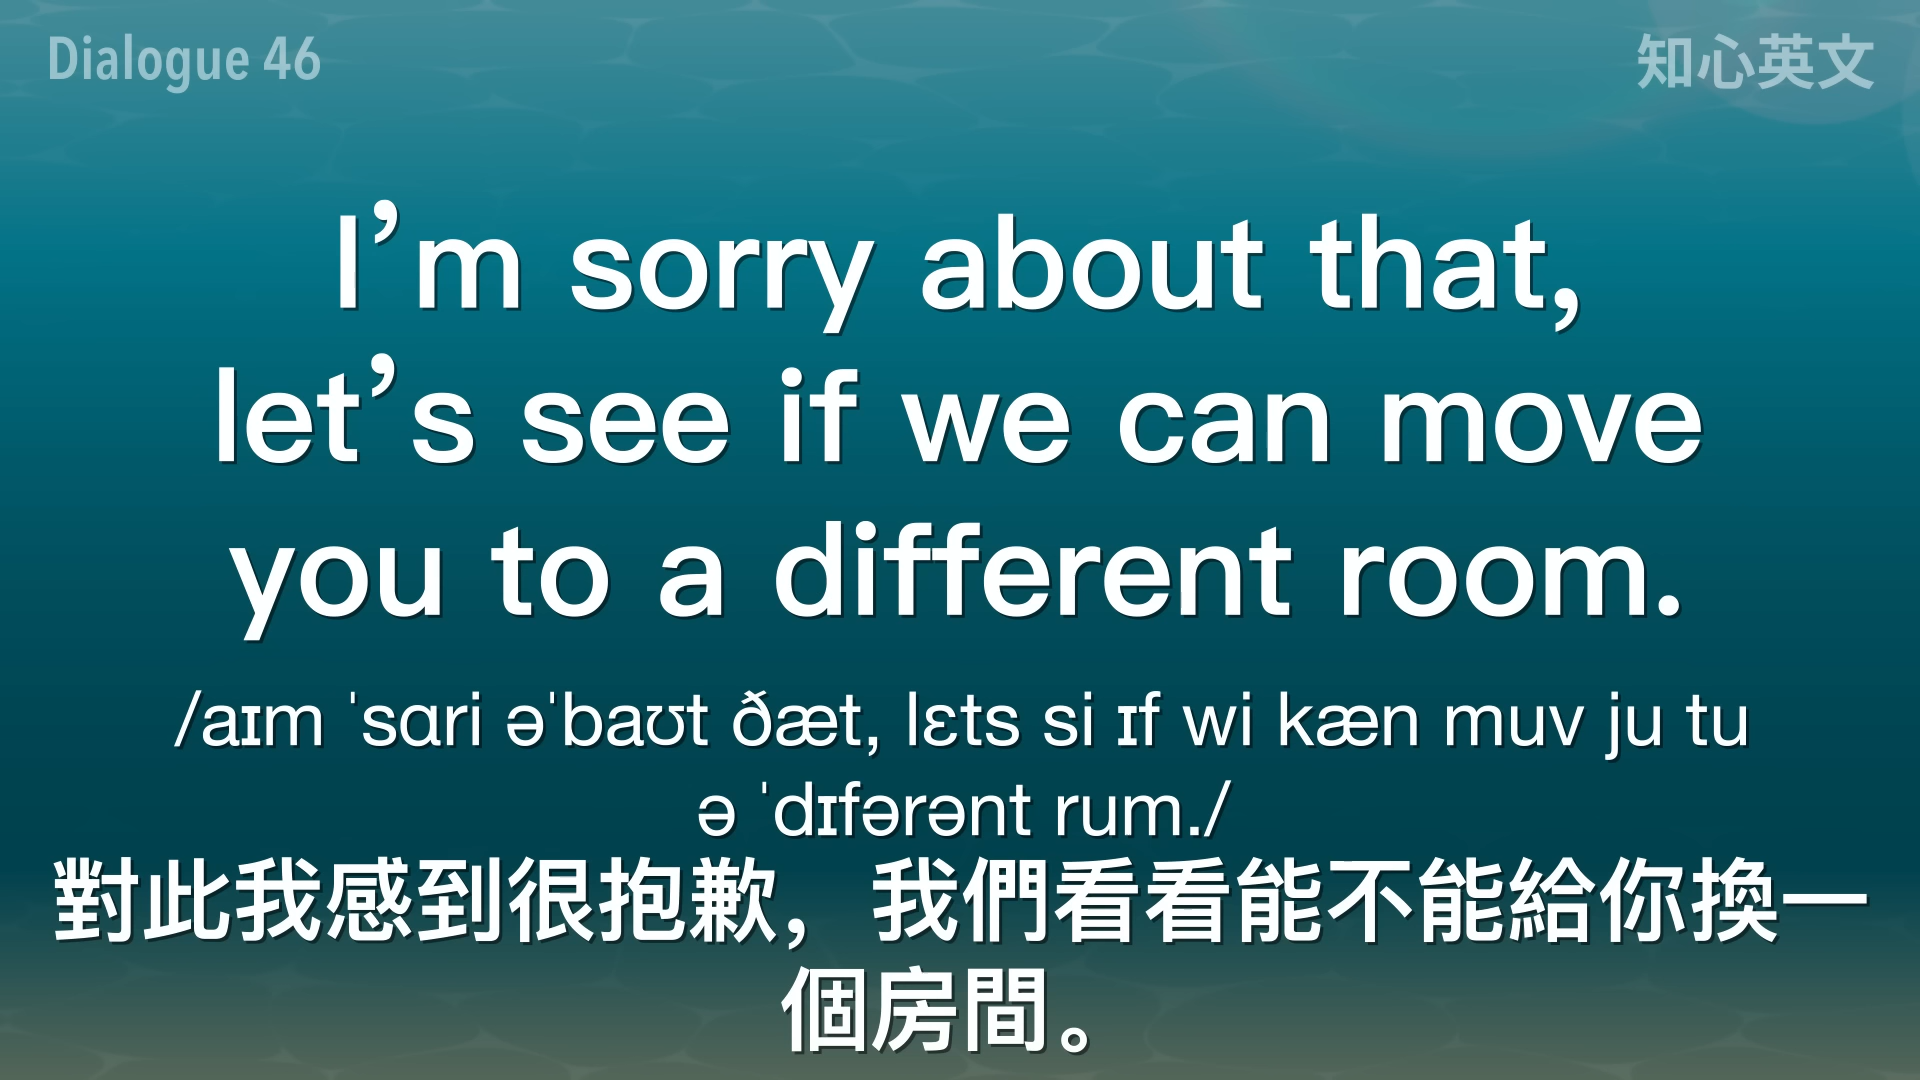 Dialogue 46
知心英文
I’m sorry about that,
let’s see if we can move
you to a different room.
/aɪm ˈsɑri əˈbaʊt ðæt, lɛts si ɪf wi kæn muv ju tu
ə ˈdɪfərənt rum./
對此我感到很抱歉，我們看看能不能給你換一
個房間。